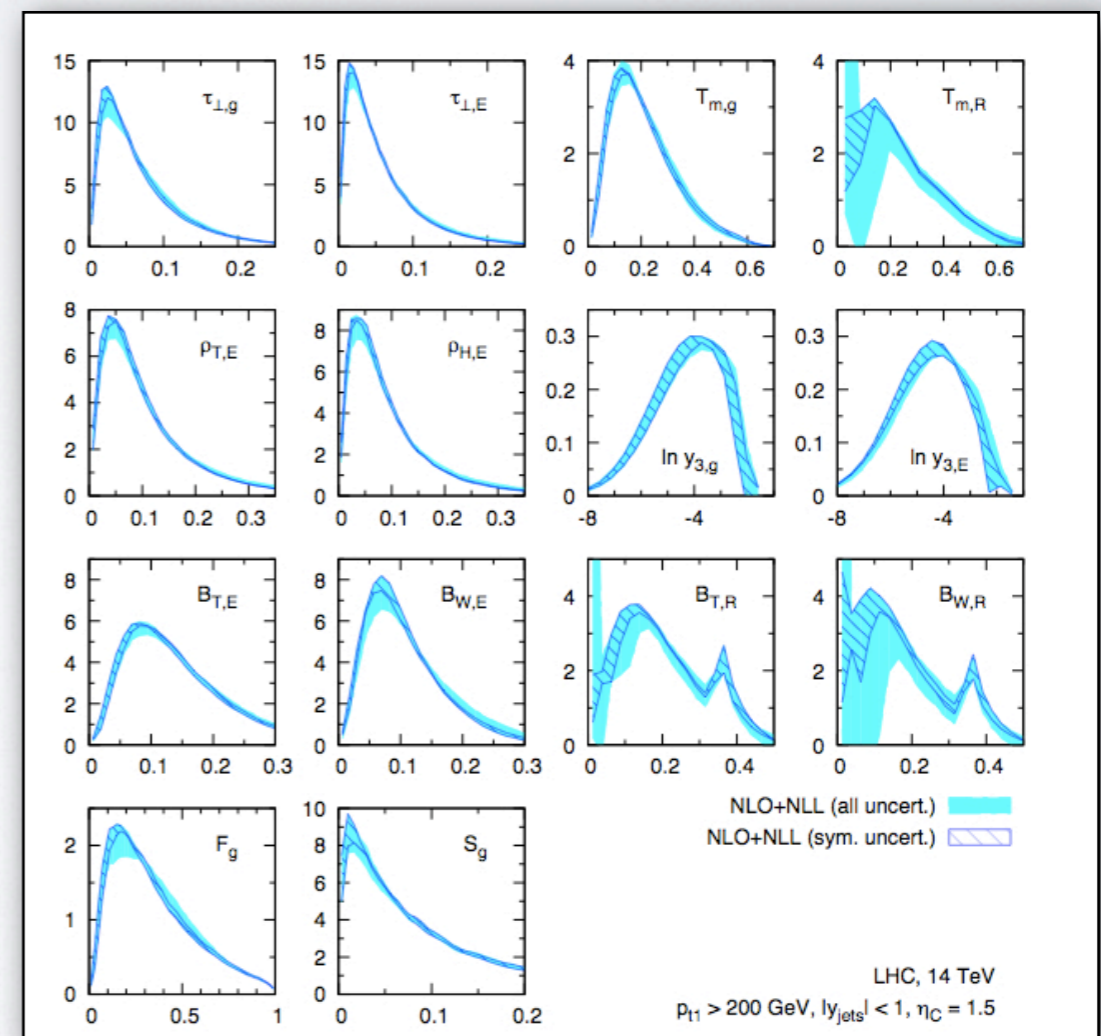 15
10
5
0
0 0.1 0.2
τ⊥,g
15
10
5
0
0 0.1 0.2
τ⊥,E
4
2
0
0 0.2 0.4 0.6
Tm,g
4
2
0
0 0.2 0.4 0.6
Tm,R
8
6
4
2
0
0 0.1 0.2 0.3
ρT,E
8
6
4
2
0
0 0.1 0.2 0.3
ρH,E
0.3
0.2
0.1
0
-8 -4
ln y3,g
0.3
0.2
0.1
0
-8 -4
ln y3,E
8
6
4
2
0
0 0.1 0.2 0.3
BT,E
8
6
4
2
0
0 0.1 0.2 0.3
BW,E
4
2
0
0 0.2 0.4
BT,R
4
2
0
0 0.2 0.4
BW,R
2
1
0
0 0.5 1
Fg
10
8
6
4
2
0
0 0.1 0.2
Sg
NLO+NLL (all uncert.)
NLO+NLL (sym. uncert.)
LHC, 14 TeV
pt1 > 200 GeV, |yjets| < 1, ηC = 1.5